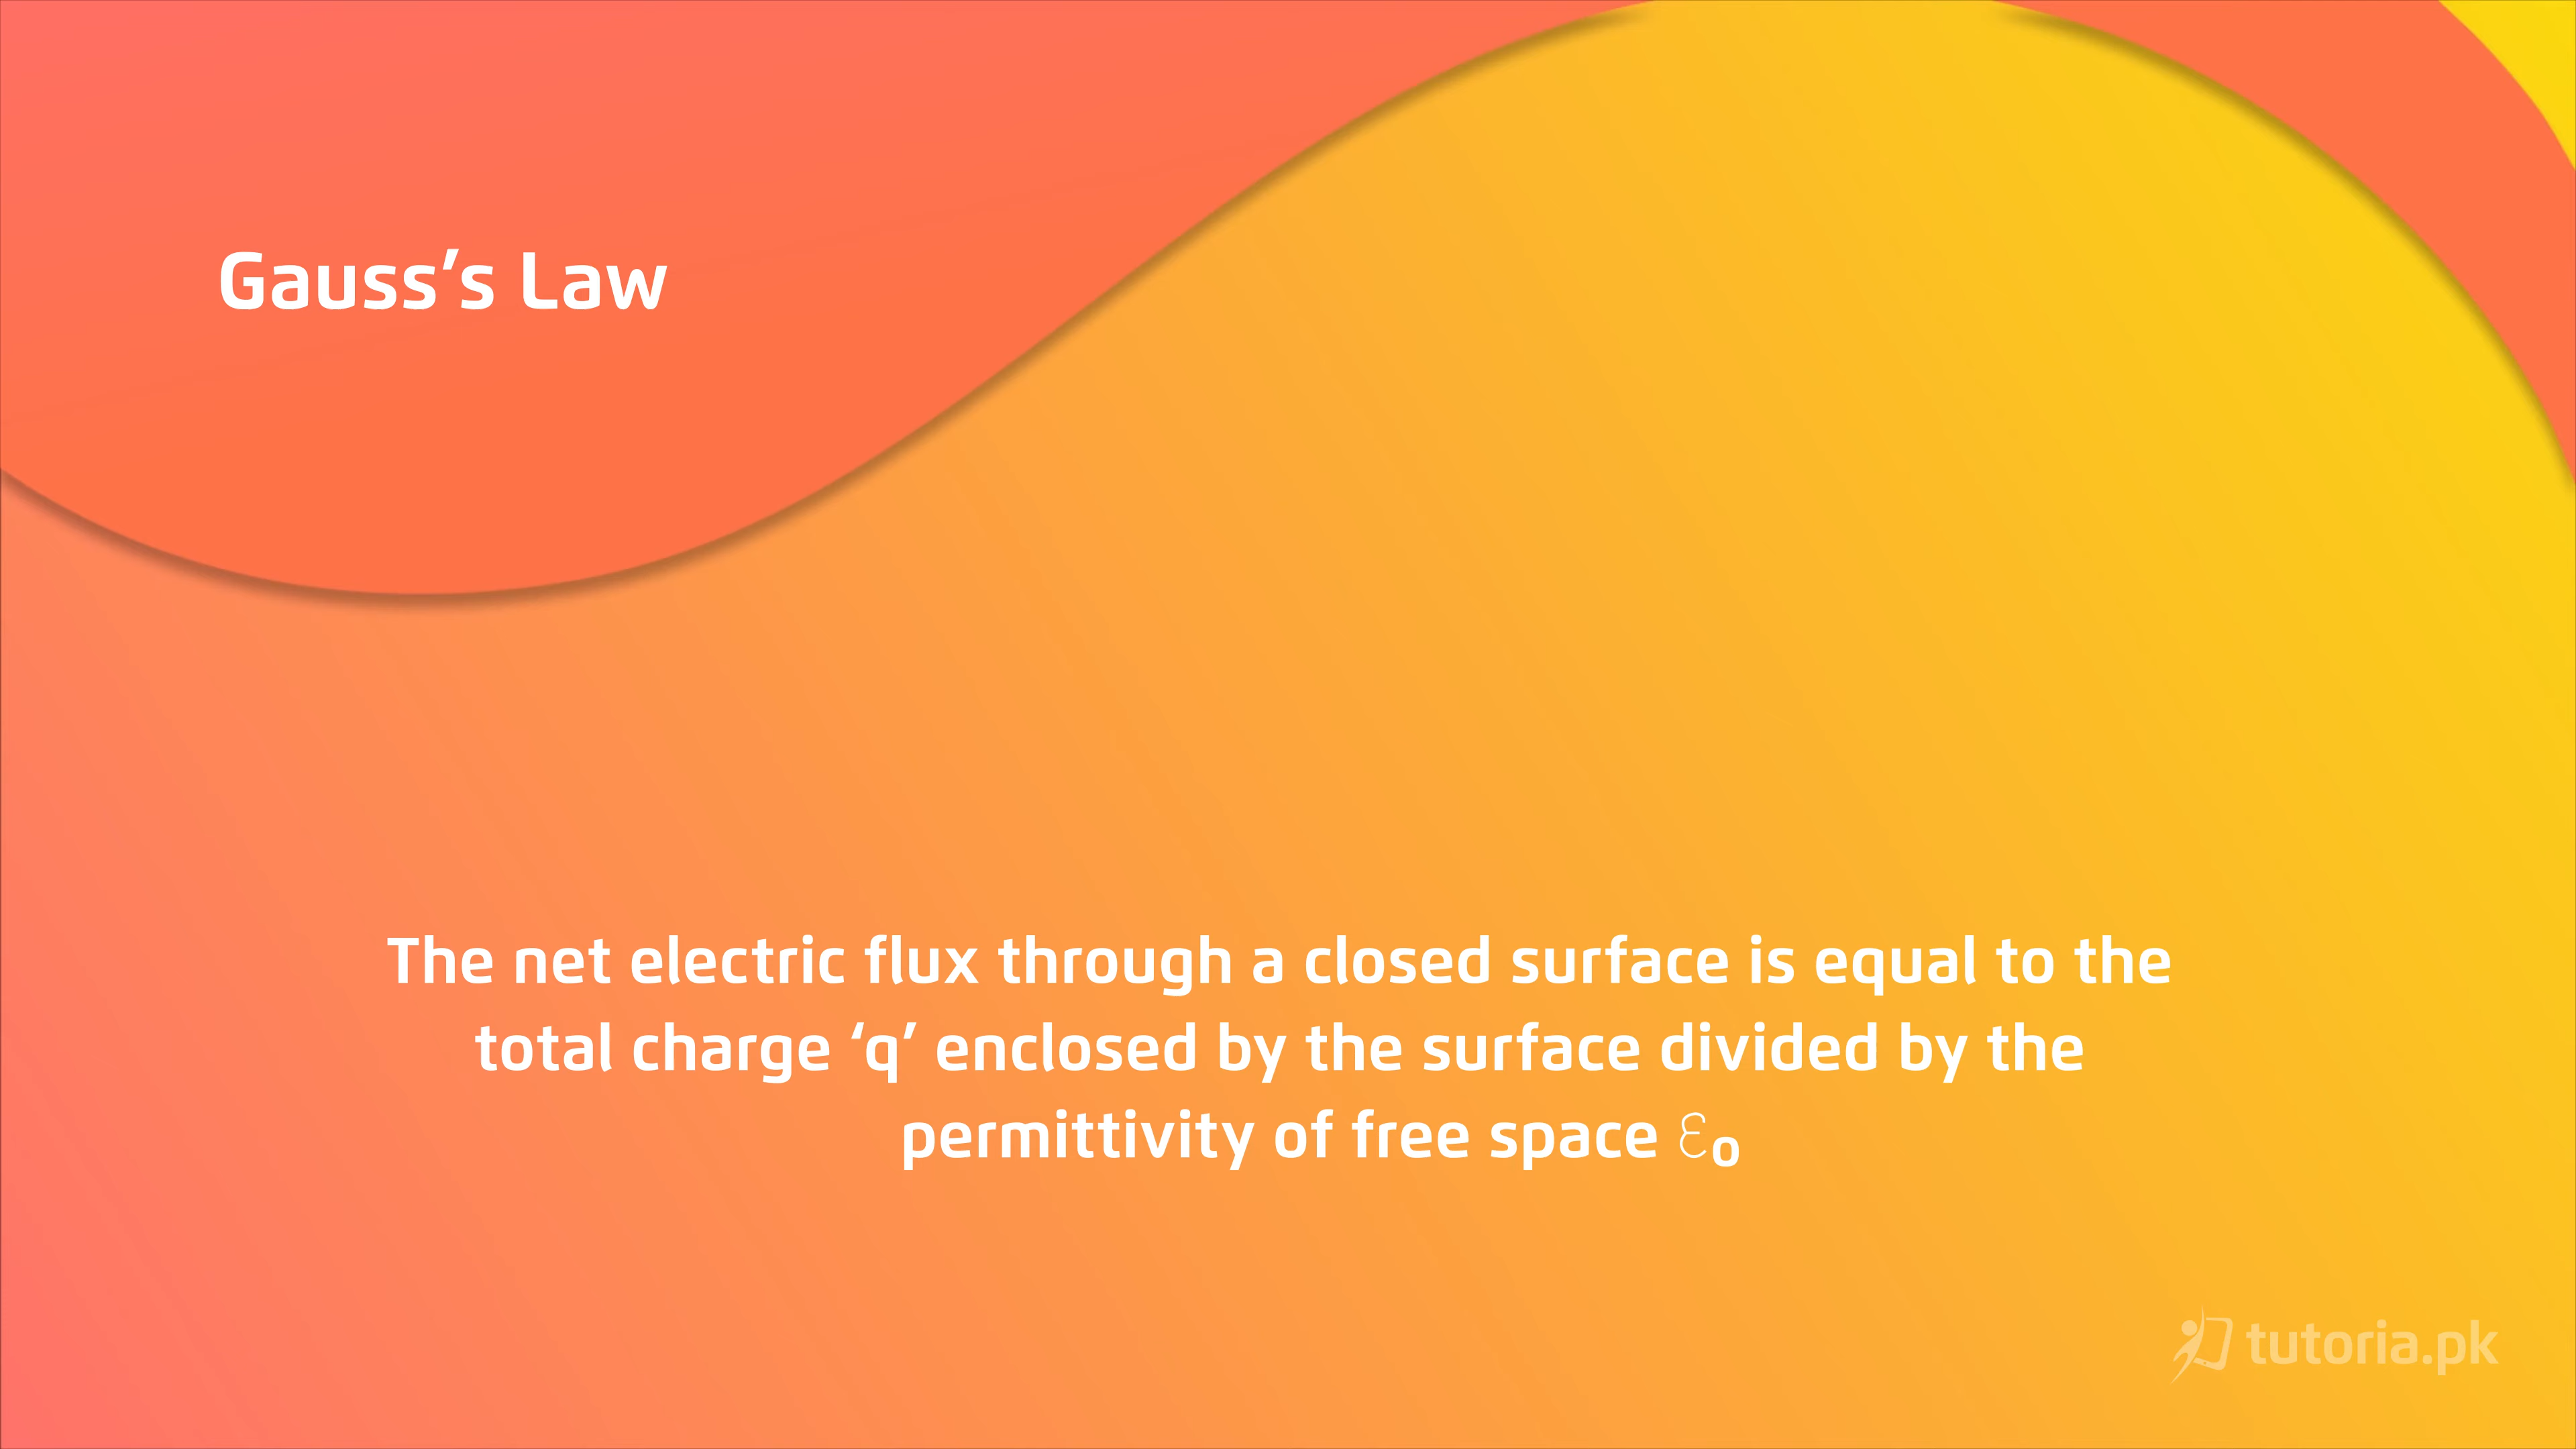 Gauss’s Law
The net electric flux through a closed surface is equal to the
total charge ‘q’ enclosed by the surface divided by the
permittivity of free space ε₀
tutoria.pk